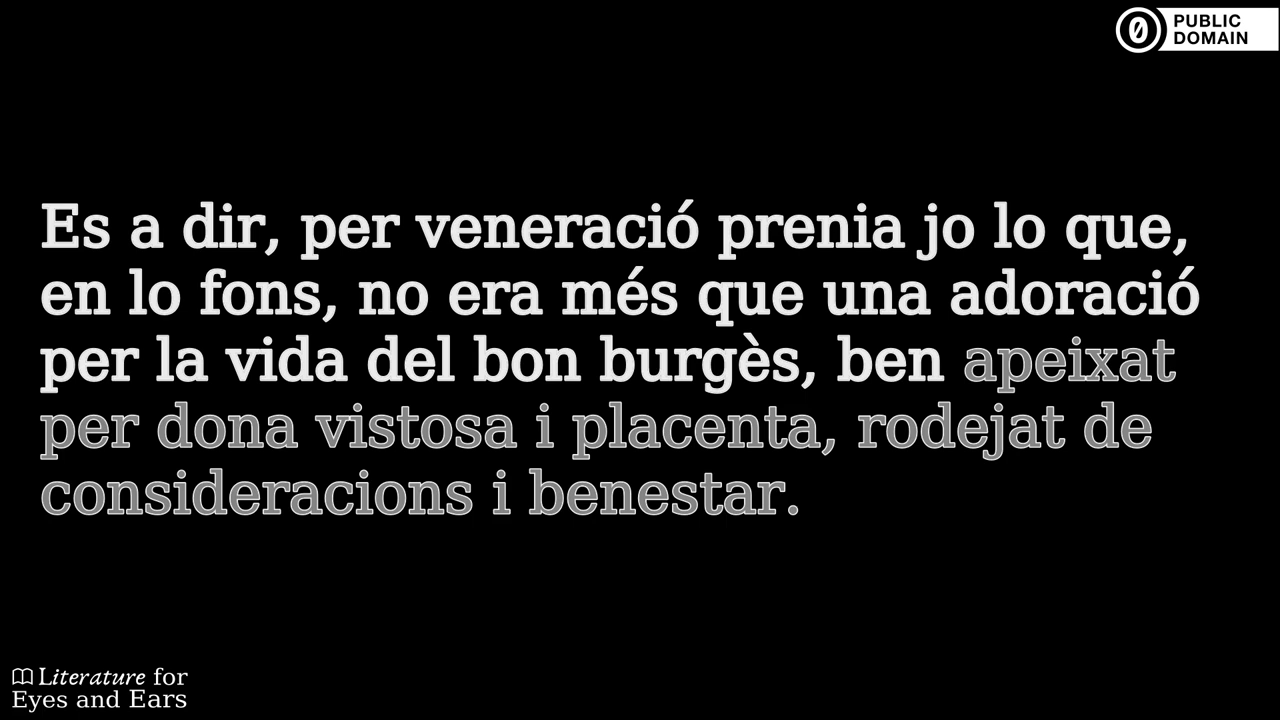 PUBLIC
DOMAIN
Es a dir, per veneració prenia jo lo que,
en lo fons, no era més que una adoració
per la vida del bon burgès, ben apeixat
per dona vistosa i placenta, rodejat de
consideracions i benestar.
Literature for
Eyes and Ears